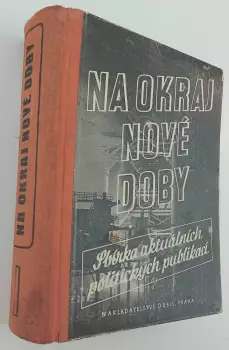 NA OKRAJ NOVÉ DOBY
I
NA OKRAJ
NOVÉ
DOBY
Sbírka aktuálních
politických publikací
NAKLADATELSTVÍ ORBIS, PRAHA